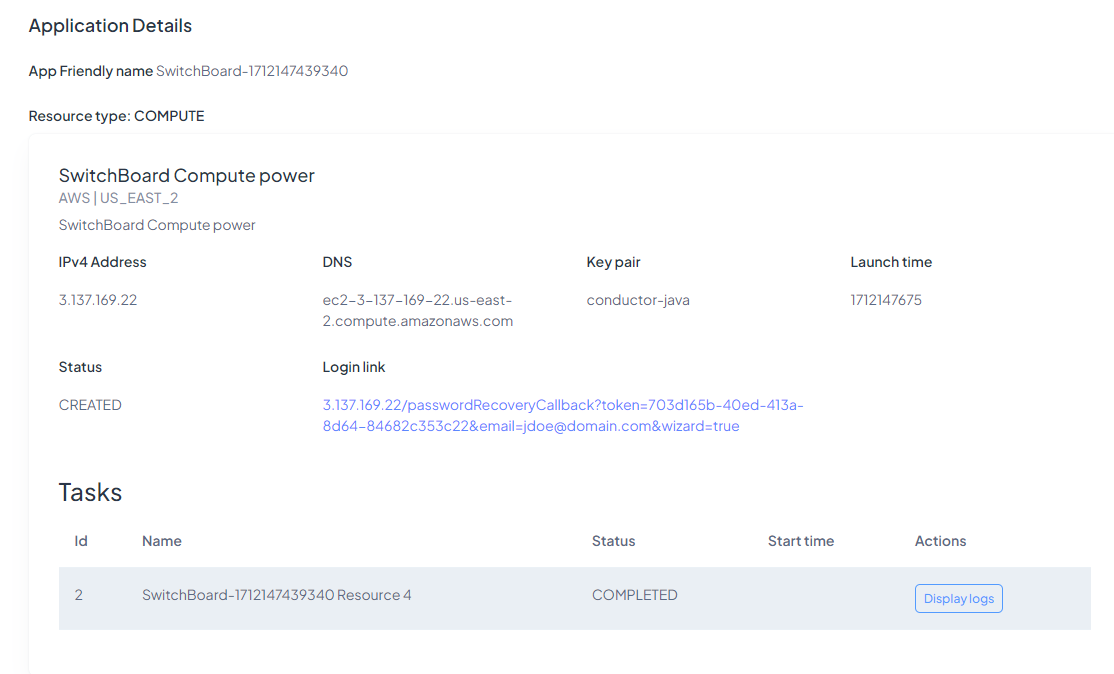 Application Details
App Friendly name SwitchBoard-1712147439340
Resource type: COMPUTE
SwitchBoard Compute power
AWS | US_EAST_2
SwitchBoard Compute power
IPv4 Address DNS Key pair Launch time
3.137.169.22 ec2-3-137-169-22.us-east- conductor-java 1712147675
2.compute.amazonaws.com
Status Login link
CREATED 3.137.169.22/passwordRecoveryCallback?token=703d165b-40ed-413a-
8d64-84682c353c22&email=jdoe@domain.com&wizard=true
Tasks
Id Name Status Start time Actions
2 SwitchBoard-1712147439340 Resource 4 COMPLETED Display logs